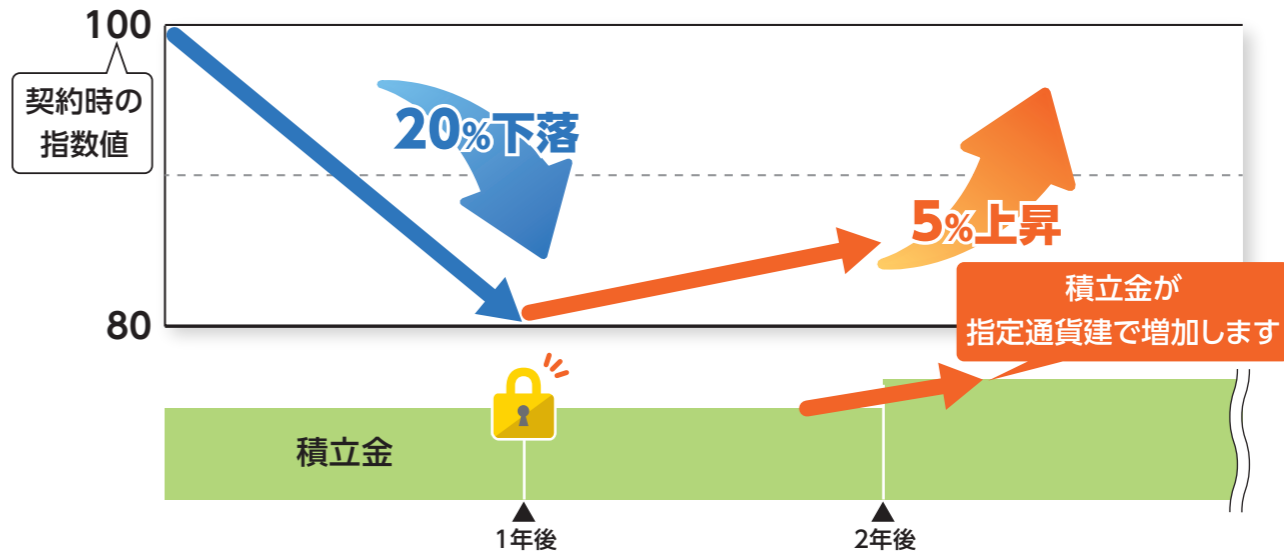 100
契約時の
指数値
20%下落
5%上昇
積立金が
指定通貨建で増加します
80
積立金
1年後
2年後